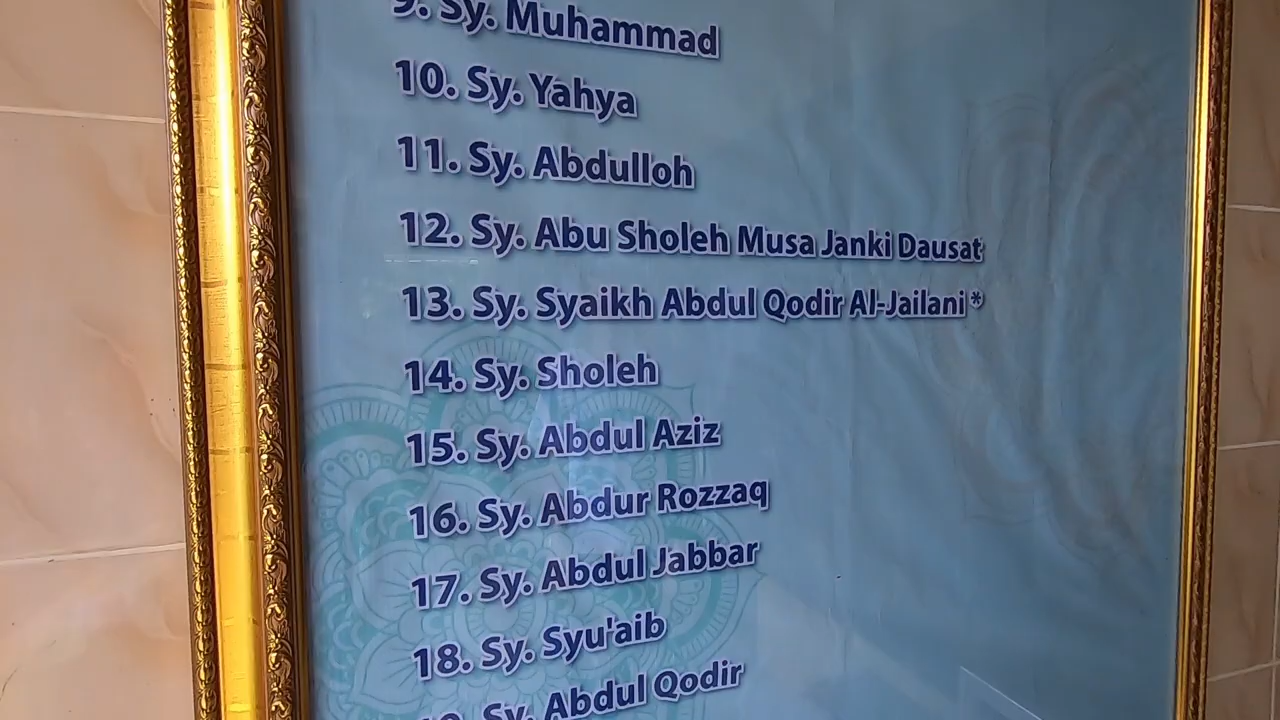 9. Sy. Muhammad
10. Sy. Yahya
11. Sy. Abdulloh
12. Sy. Abu Sholeh Musa Janki Dausat
13. Sy. Syaikh Abdul Qodir Al-Jailani *
14. Sy. Sholeh
15. Sy. Abdul Aziz
16. Sy. Abdur Rozzaq
17. Sy. Abdul Jabbar
18. Sy. Syu'aib
19. Sy. Abdul Qodir